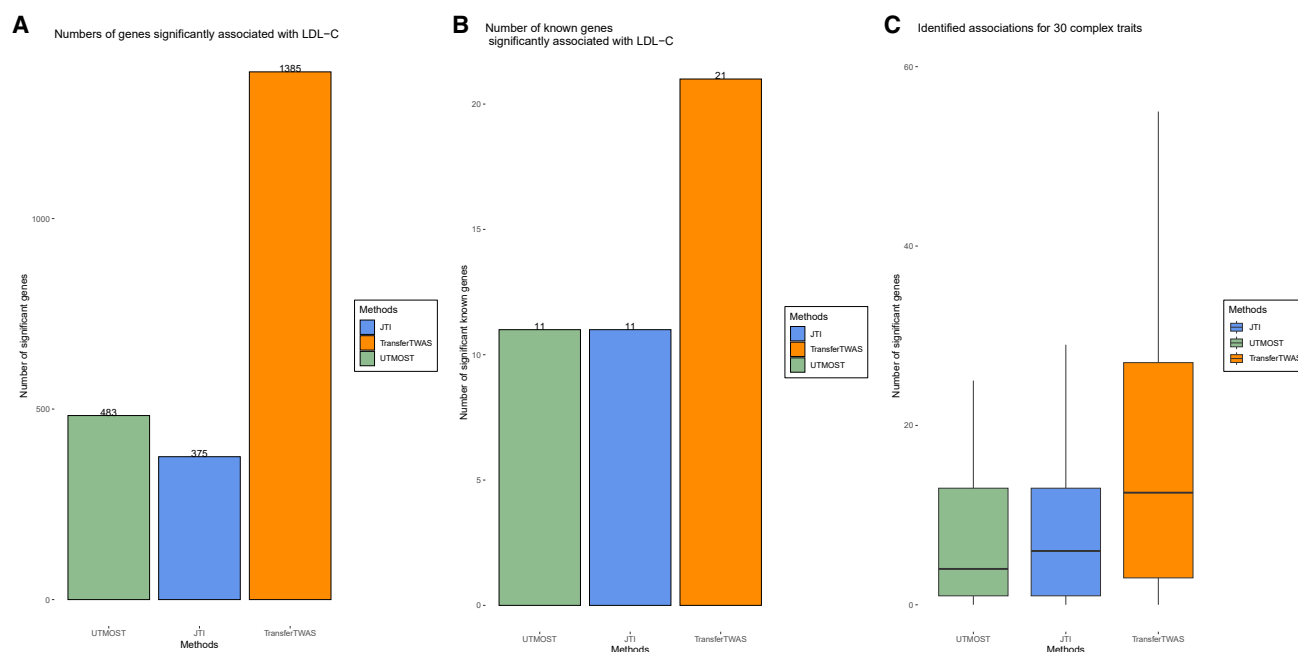 A
Numbers of genes significantly associated with LDL−C
1385
1000
500
0
483
375
Number of significant genes
UTMOST
JTI
TransferTWAS
Methods
Methods
JTI
TransferTWAS
UTMOST
B
Number of known genes
significantly associated with LDL−C
21
20
15
10
5
0
11
11
Number of significant known genes
UTMOST
JTI
TransferTWAS
Methods
Methods
JTI
TransferTWAS
UTMOST
C
Identified associations for 30 complex traits
60
40
20
0
Number of significant genes
UTMOST
JTI
TransferTWAS
Methods
Methods
JTI
UTMOST
TransferTWAS